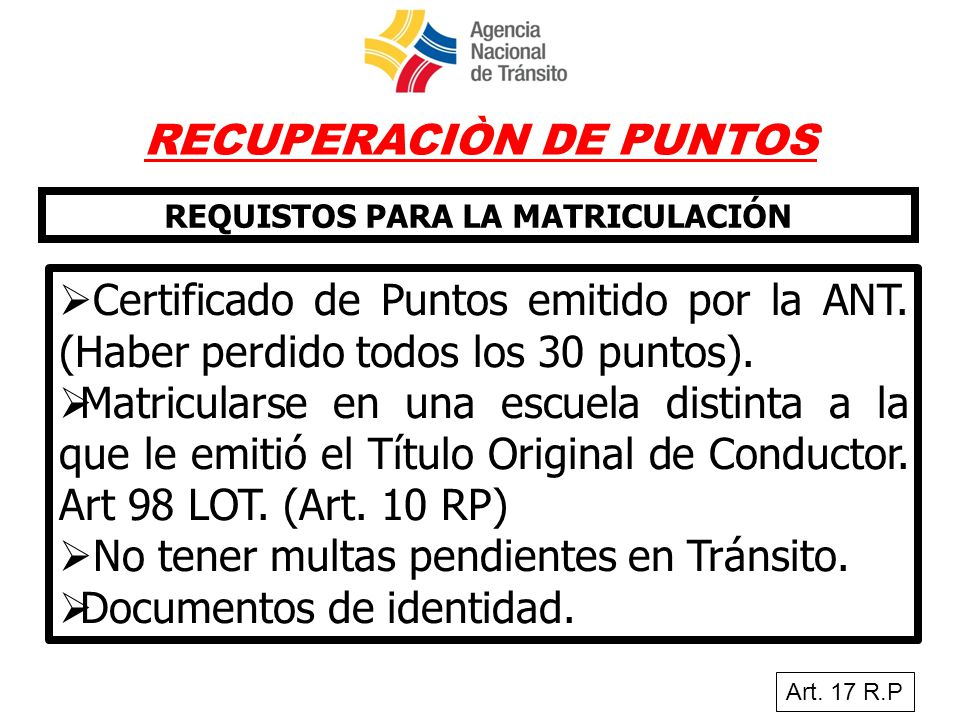 Agencia
Nacional
de Tránsito
RECUPERACIÒN DE PUNTOS
REQUISTOS PARA LA MATRICULACIÓN
➢Certificado de Puntos emitido por la ANT.
(Haber perdido todos los 30 puntos).
➢Matricularse en una escuela distinta a la
que le emitió el Título Original de Conductor.
Art 98 LOT. (Art. 10 RP)
➢No tener multas pendientes en Tránsito.
➢Documentos de identidad.
Art. 17 R.P